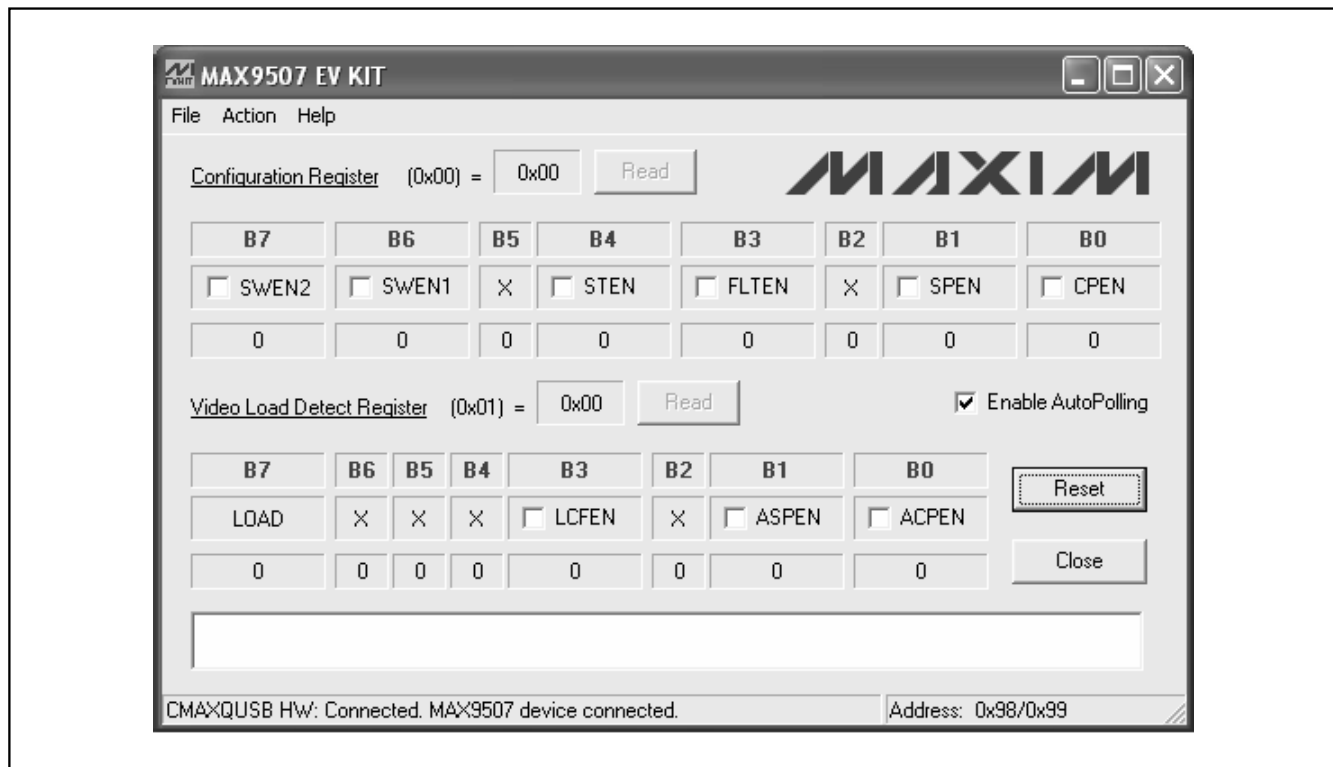 MAX9507 EV KIT
File Action Help
Configuration Register (0x00) = 0x00 Read
MAXIM
B7 B6 B5 B4 B3 B2 B1 B0
SWEN2 SWEN1 X STEN FLTEN X SPEN CPEN
0 0 0 0 0 0 0 0
Video Load Detect Register (0x01) = 0x00 Read Enable AutoPolling
B7 B6 B5 B4 B3 B2 B1 B0
Reset
LOAD X X X LCFEN X ASPEN ACPEN
0 0 0 0 0 0 0 0
Close
CMAXQUSB HW: Connected. MAX9507 device connected. Address: 0x98/0x99